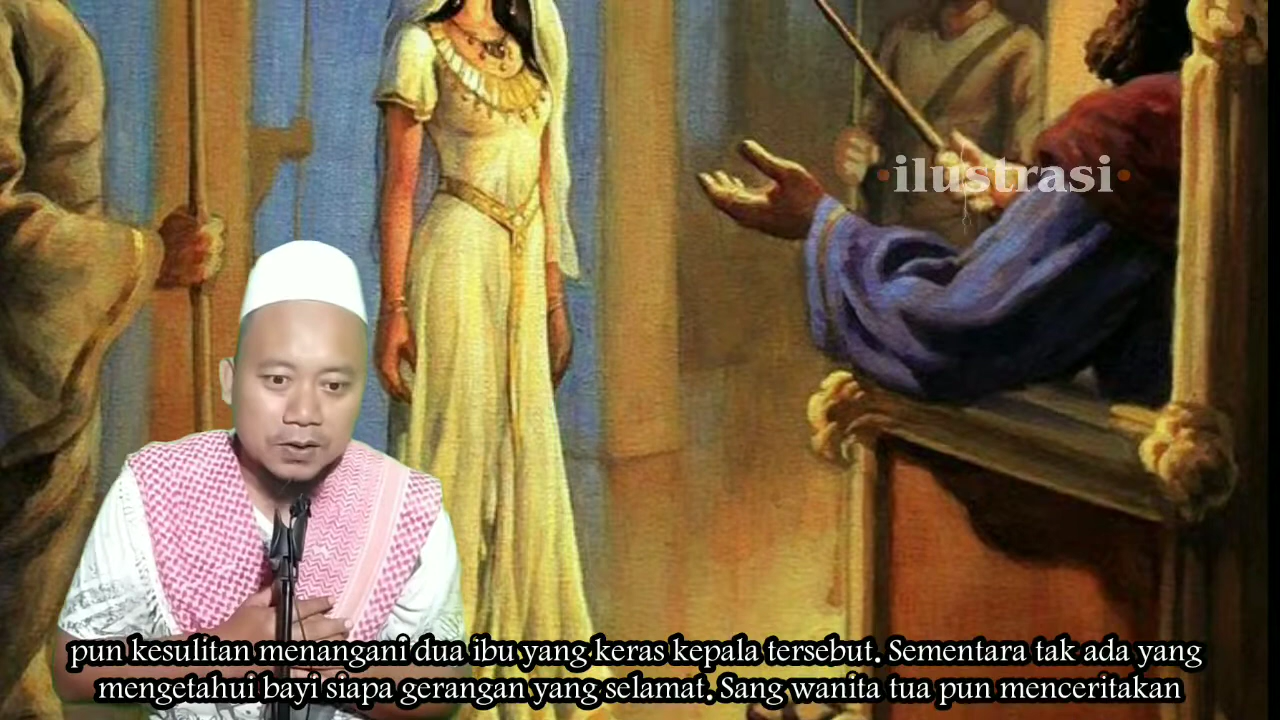 •ilustrasi•
pun kesulitan menangani dua ibu yang keras kepala tersebut. Sementara tak ada yang
mengetahui bayi siapa gerangan yang selamat. Sang wanita tua pun menceritakan